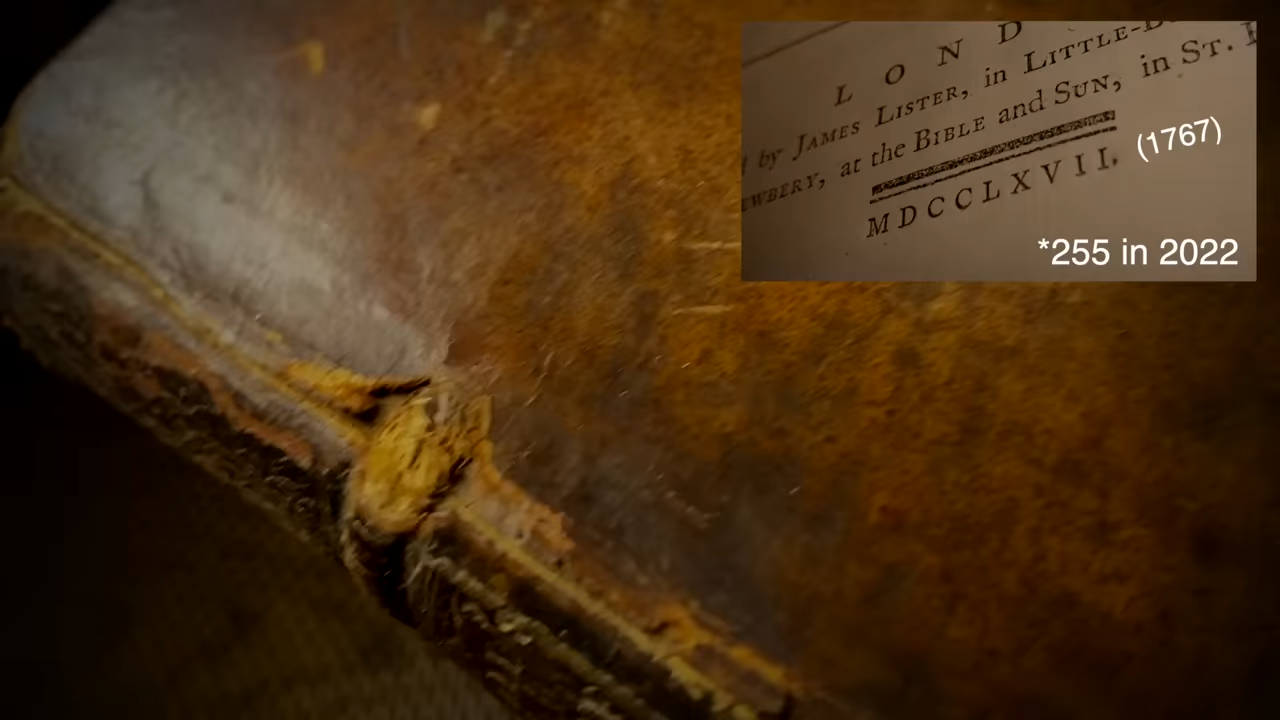 L O N D
by JAMES LISTER, in LITTLE-B
EWBERY, at the BIBLE and SUN, in ST.
MDCCLXVII. (1767)
*255 in 2022